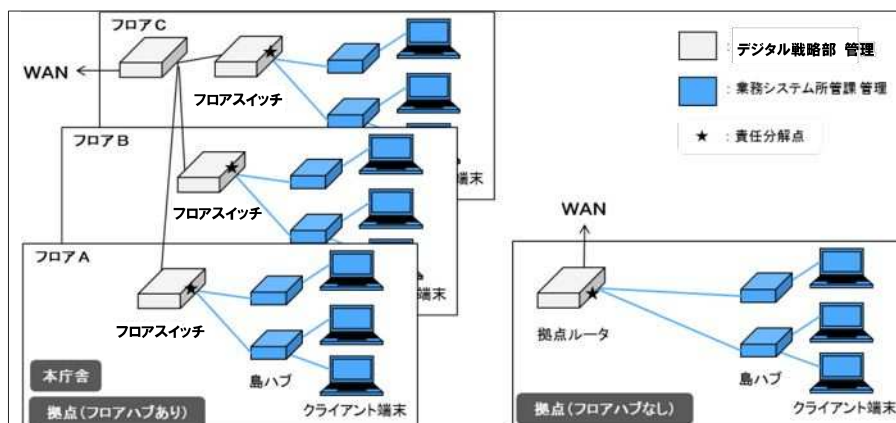 フロアC
WAN
フロアスイッチ
端末
フロアB
フロアスイッチ
端末
フロアA
フロアスイッチ
本庁舎
拠点(フロアハブあり)
島ハブ
クライアント端末
：デジタル戦略部 管理
：業務システム所管課 管理
★ ：責任分解点
WAN
拠点ルータ
島ハブ
拠点(フロアハブなし)
クライアント端末